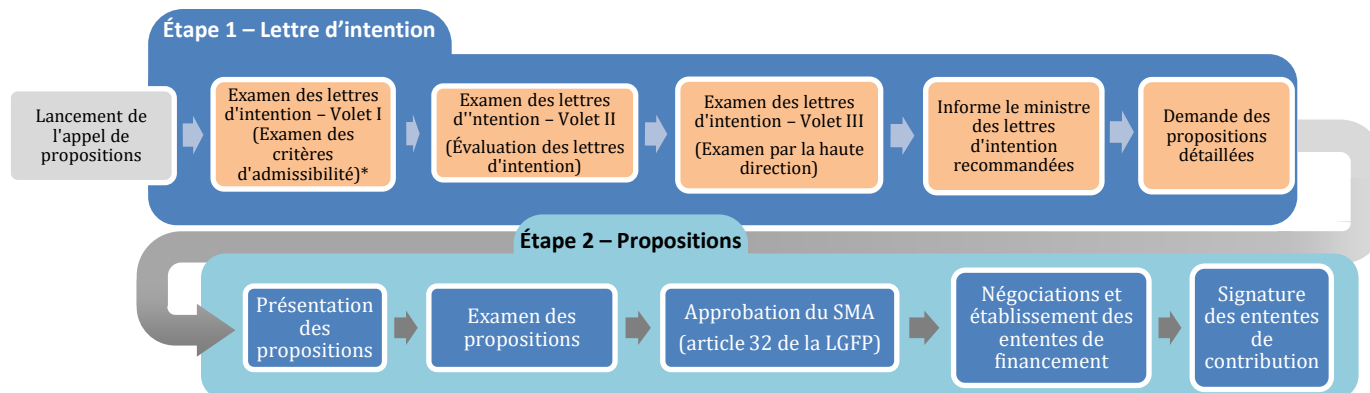 Étape 1 – Lettre d'intention
Lancement de
l'appel de
propositions
Examen des lettres
d'intention – Volet I
(Examen des
critères
d'admissibilité)*
Examen des lettres
d''ntention – Volet II
(Évaluation des lettres
d'intention)
Examen des lettres
d'intention – Volet III
(Examen par la haute
direction)
Informe le ministre
des lettres
d'intention
recommandées
Demande des
propositions
détaillées
Étape 2 – Propositions
Présentation
des
propositions
Examen des
propositions
Approbation du SMA
(article 32 de la LGFP)
Négociations et
établissement des
ententes de
financement
Signature
des ententes
de
contribution